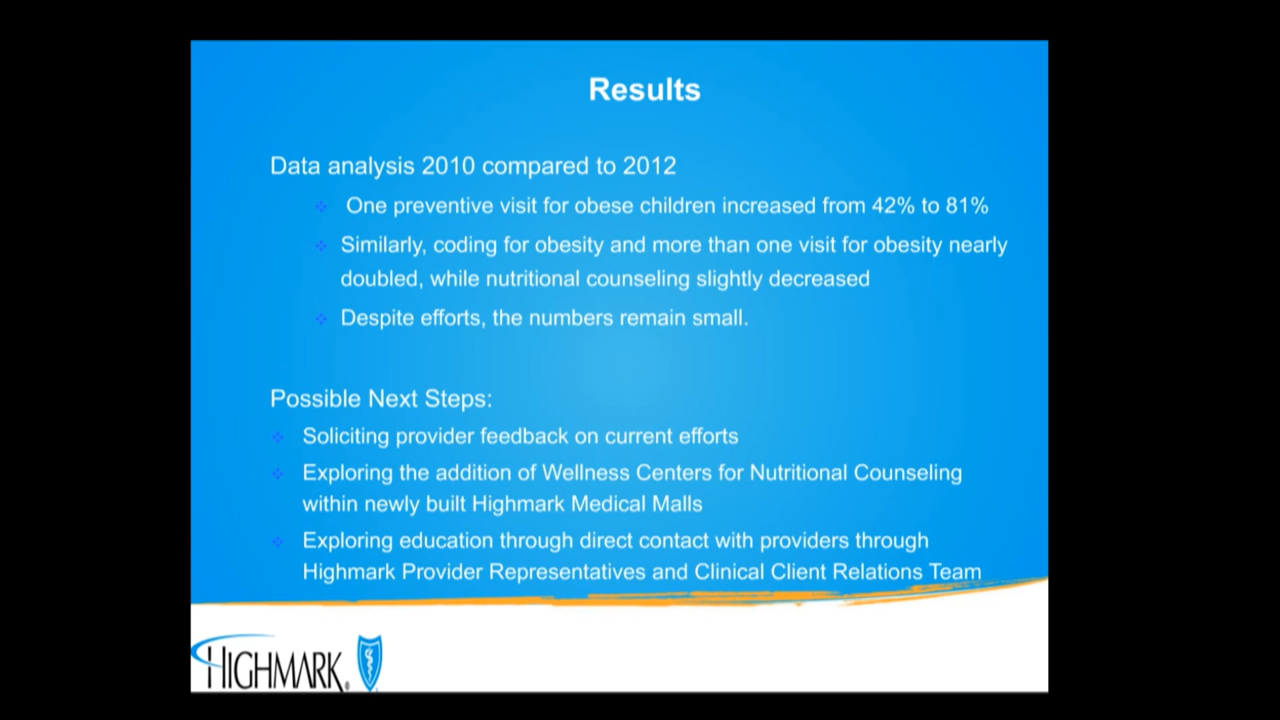 Results
Data analysis 2010 compared to 2012
One preventive visit for obese children increased from 42% to 81%
Similarly, coding for obesity and more than one visit for obesity nearly
doubled, while nutritional counseling slightly decreased
Despite efforts, the numbers remain small.
Possible Next Steps:
Soliciting provider feedback on current efforts
Exploring the addition of Wellness Centers for Nutritional Counseling
within newly built Highmark Medical Malls
Exploring education through direct contact with providers through
Highmark Provider Representatives and Clinical Client Relations Team
HIGHMARK®